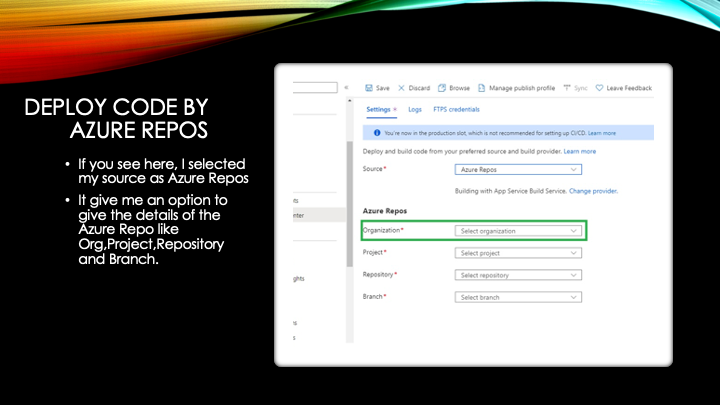 DEPLOY CODE BY
AZURE REPOS
• If you see here, I selected
my source as Azure Repos
• It give me an option to
give the details of the
Azure Repo like
Org,Project,Repository
and Branch.
« Save Discard Browse Manage publish profile Sync Leave Feedback
Settings * Logs FTPS credentials
You're now in the production slot, which is not recommended for setting up CI/CD. Learn more
Deploy and build code from your preferred source and build provider. Learn more
Source* Azure Repos
Building with App Service Build Service. Change provider.
ts
nter
Azure Repos
Organization* Select organization
Project* Select project
Repository* Select repository
ghts
Branch* Select branch
s